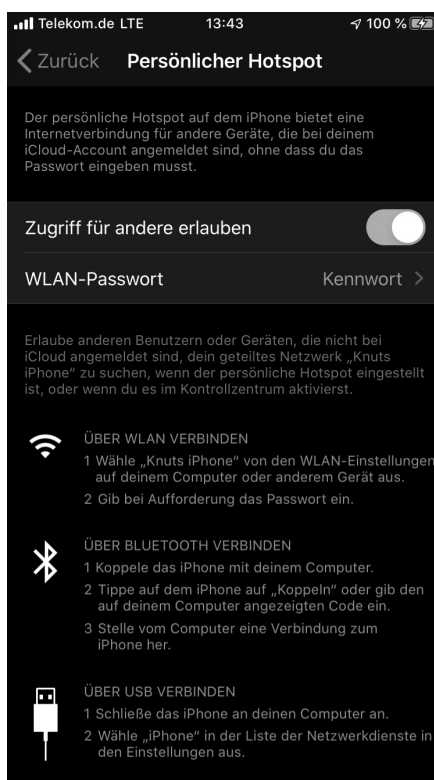 Telekom.de LTE 13:43 100 %
Zurück Persönlicher Hotspot
Der persönliche Hotspot auf dem iPhone bietet eine
Internetverbindung für andere Geräte, die bei deinem
iCloud-Account angemeldet sind, ohne dass du das
Passwort eingeben musst.
Zugriff für andere erlauben
WLAN-Passwort Kennwort
Erlaube anderen Benutzern oder Geräten, die nicht bei
iCloud angemeldet sind, dein geteiltes Netzwerk „Knuts
iPhone“ zu suchen, wenn der persönliche Hotspot eingestellt
ist, oder wenn du es im Kontrollzentrum aktivierst.
ÜBER WLAN VERBINDEN
1 Wähle „Knuts iPhone“ von den WLAN-Einstellungen
auf deinem Computer oder anderem Gerät aus.
2 Gib bei Aufforderung das Passwort ein.
ÜBER BLUETOOTH VERBINDEN
1 Koppele das iPhone mit deinem Computer.
2 Tippe auf dem iPhone auf „Koppeln“ oder gib den
auf deinem Computer angezeigten Code ein.
3 Stelle vom Computer eine Verbindung zum
iPhone her.
ÜBER USB VERBINDEN
1 Schließe das iPhone an deinen Computer an.
2 Wähle „iPhone“ in der Liste der Netzwerkdienste in
den Einstellungen aus.